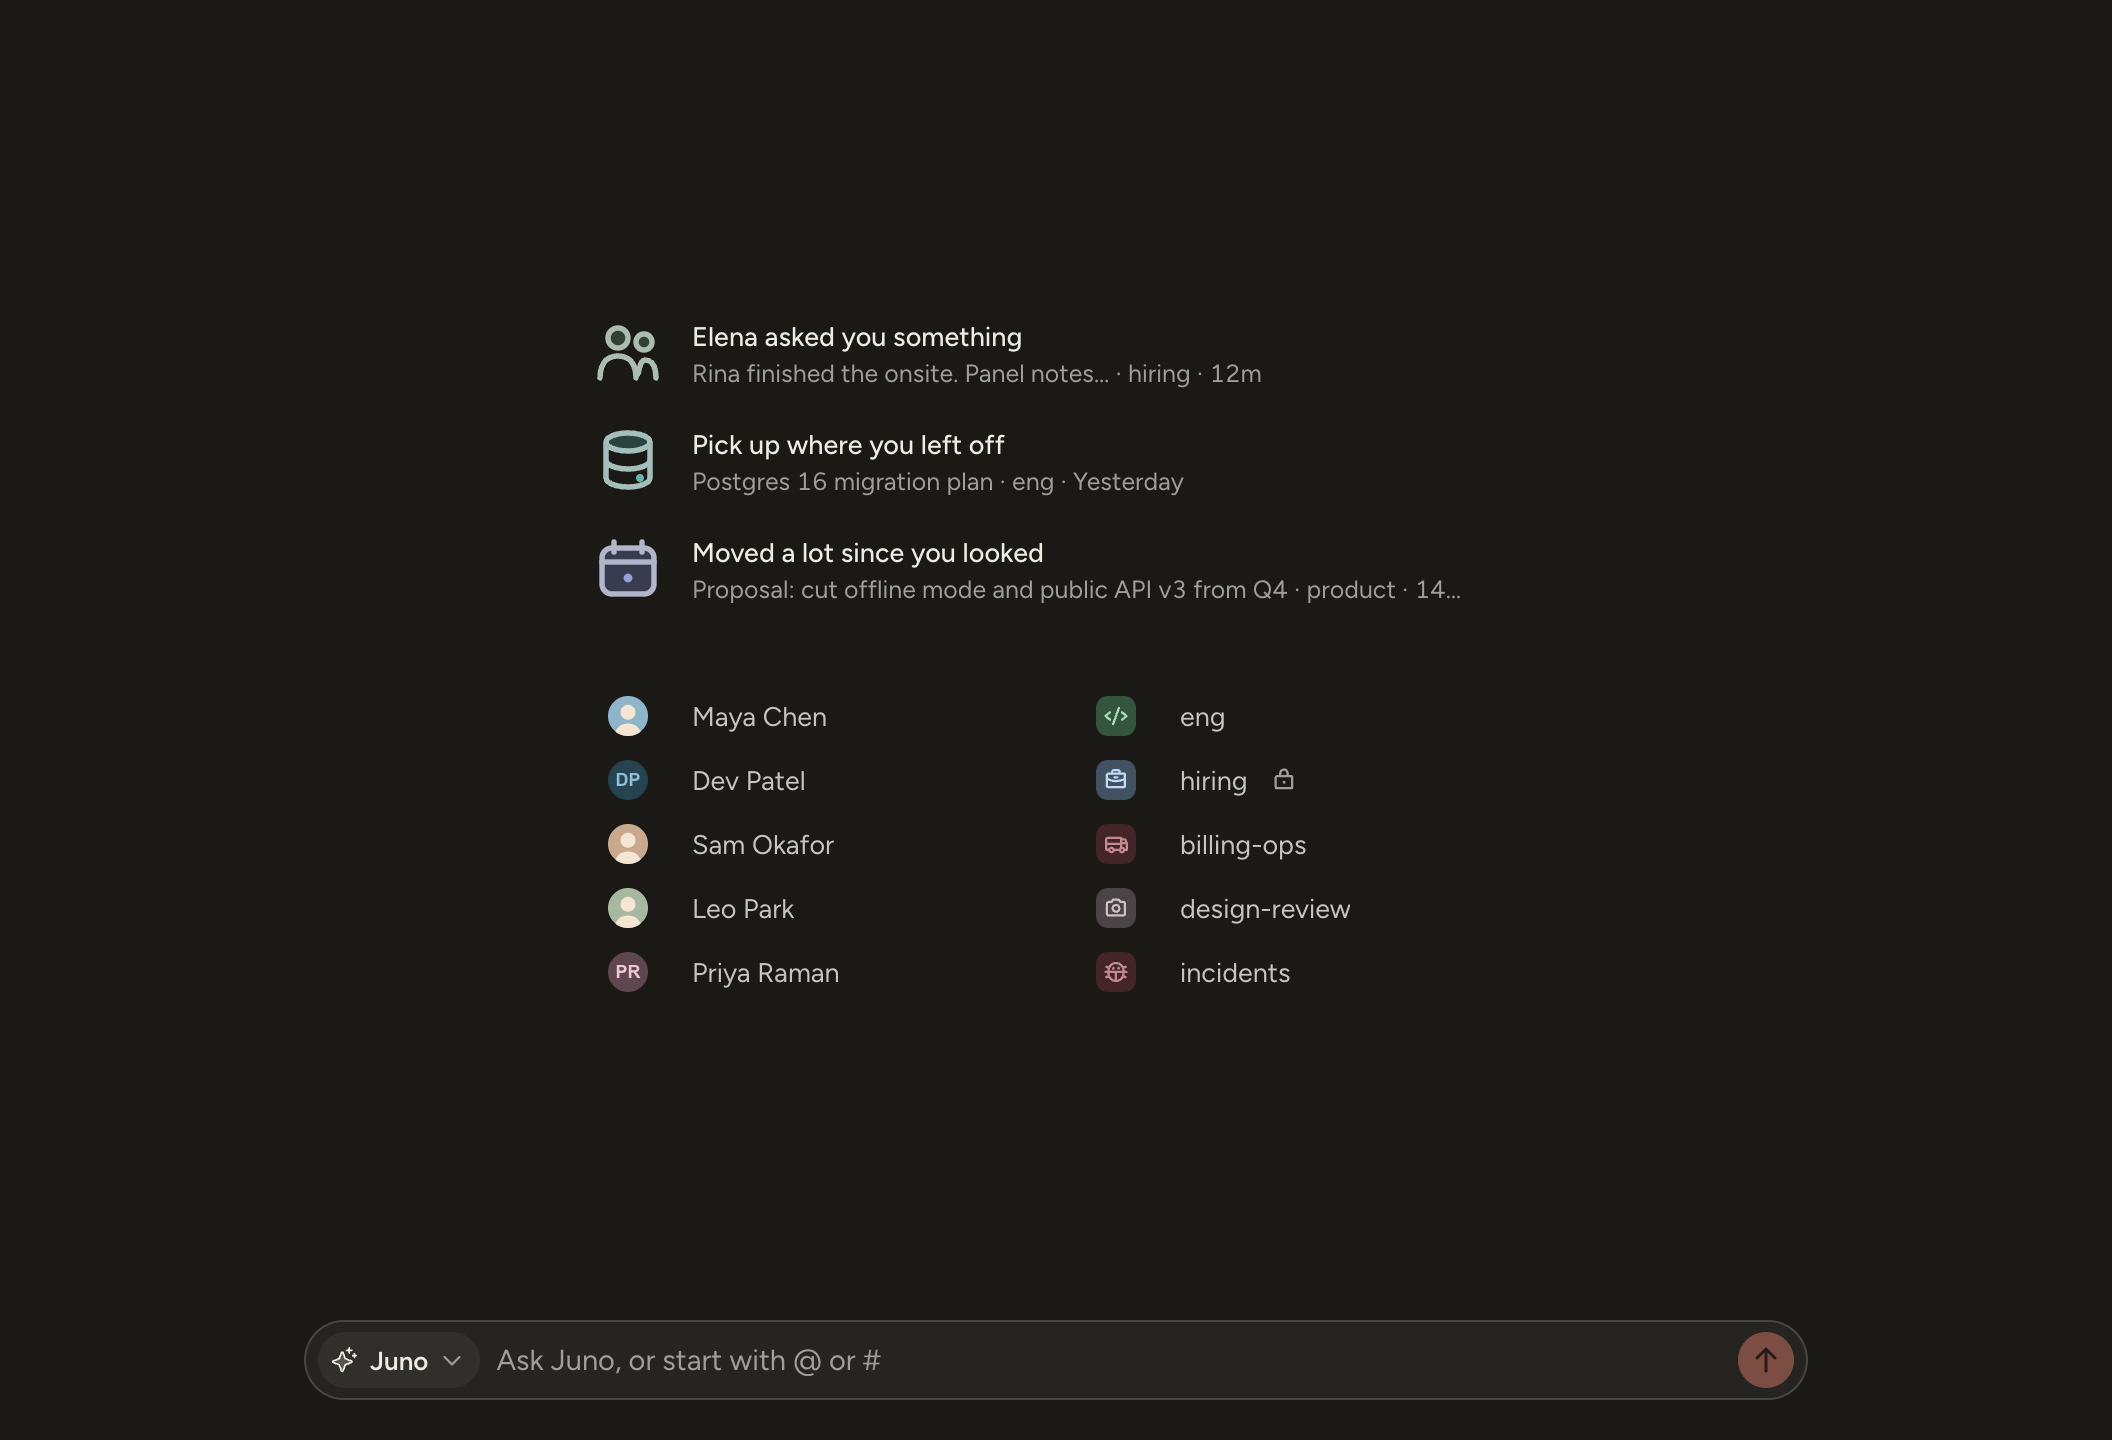 Elena asked you something
Rina finished the onsite. Panel notes... · hiring · 12m
Pick up where you left off
Postgres 16 migration plan · eng · Yesterday
Moved a lot since you looked
Proposal: cut offline mode and public API v3 from Q4 · product · 14...
Maya Chen
eng
DP Dev Patel
hiring
Sam Okafor
billing-ops
Leo Park
design-review
PR Priya Raman
incidents
Juno Ask Juno, or start with @ or #